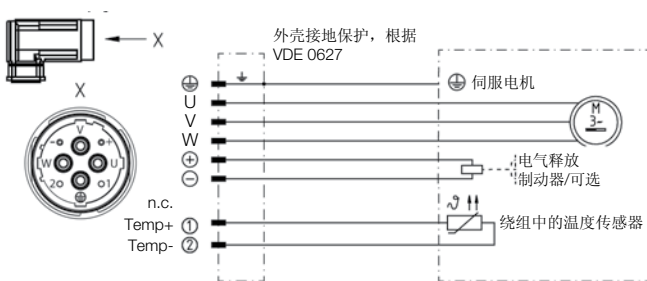 X
X
V
- +
W U
2 1
外壳接地保护，根据
VDE 0627
伺服电机
U
V
W
M
3~
+
-
电气释放
制动器/可选
n.c.
ϑ
Temp+ 1
绕组中的温度传感器
Temp- 2